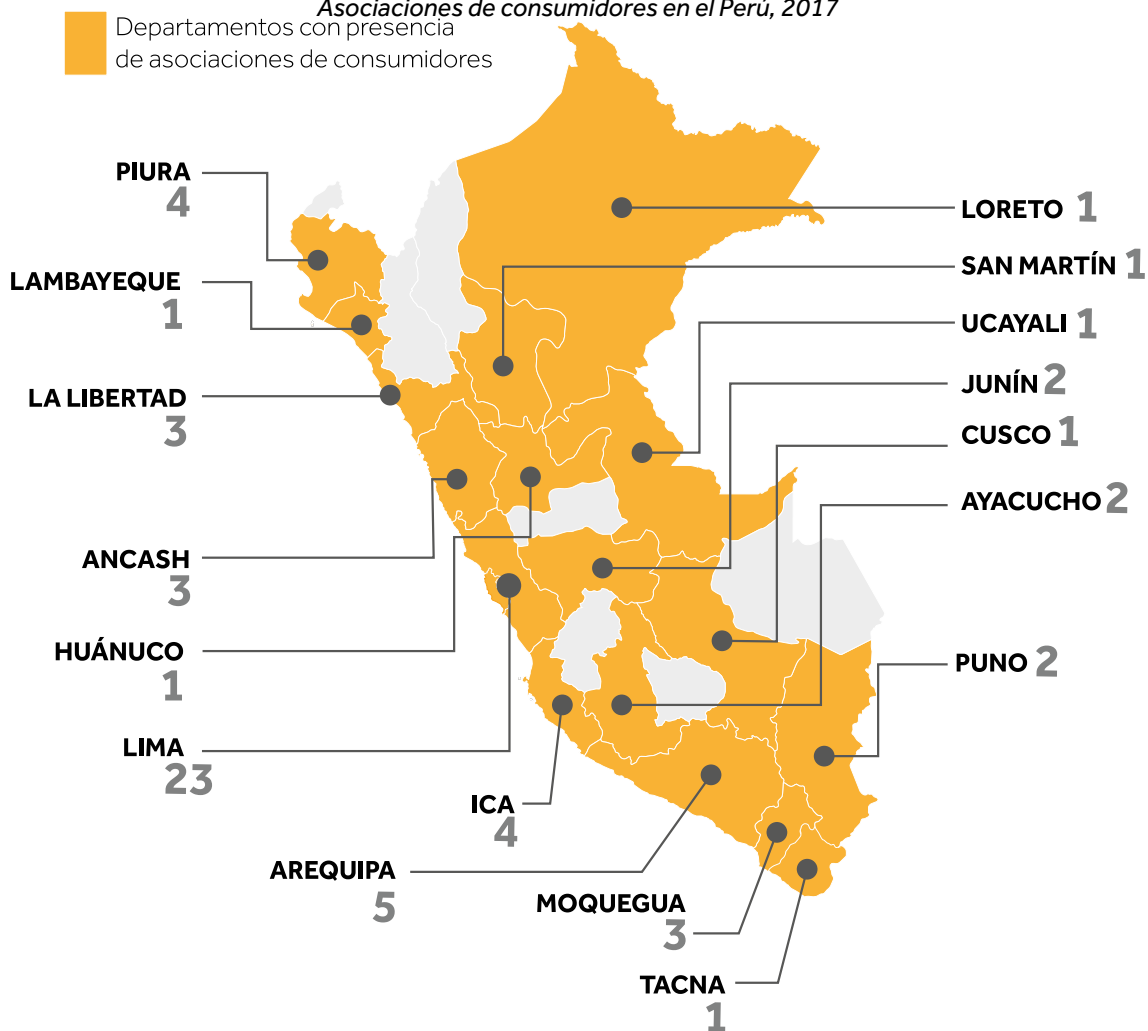 Asociaciones de consumidores en el Perú, 2017
Departamentos con presencia
de asociaciones de consumidores
PIURA
4
LAMBAYEQUE
1
LA LIBERTAD
3
ANCASH
3
HUÁNUCO
1
LIMA
23
ICA
4
AREQUIPA
5
MOQUEGUA
3
TACNA
1
LORETO 1
SAN MARTÍN 1
UCAYALI 1
JUNÍN 2
CUSCO 1
AYACUCHO 2
PUNO 2